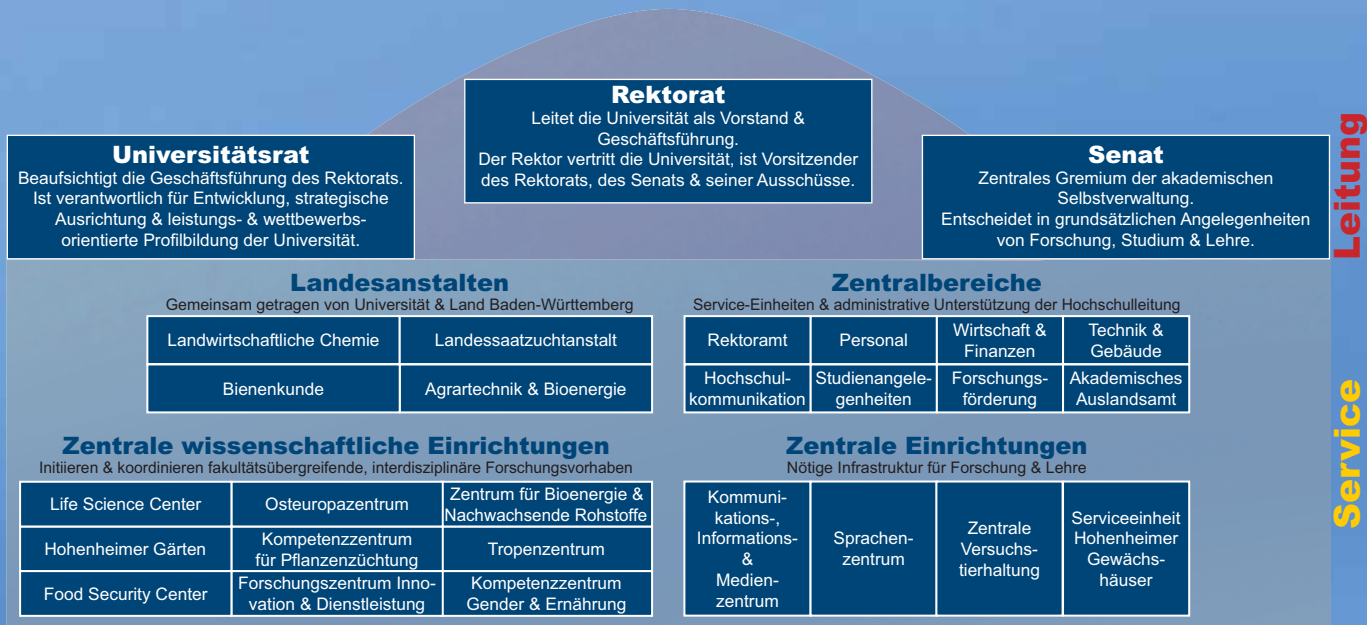 Rektorat
Leitet die Universität als Vorstand &
Geschäftsführung.
Der Rektor vertritt die Universität, ist Vorsitzender
des Rektorats, des Senats & seiner Ausschüsse.
Universitätsrat
Beaufsichtigt die Geschäftsführung des Rektorats.
Ist verantwortlich für Entwicklung, strategische
Ausrichtung & leistungs- & wettbewerbs-
orientierte Profilbildung der Universität.
Senat
Zentrales Gremium der akademischen
Selbstverwaltung.
Entscheidet in grundsätzlichen Angelegenheiten
von Forschung, Studium & Lehre.
Leitung
Landesanstalten
Gemeinsam getragen von Universität & Land Baden-Württemberg
Landwirtschaftliche Chemie
Landessaatzuchtanstalt
Bienenkunde
Agrartechnik & Bioenergie
Zentralbereiche
Service-Einheiten & administrative Unterstützung der Hochschulleitung
Rektoramt
Personal
Wirtschaft &
Finanzen
Technik &
Gebäude
Hochschul-
kommunikation
Studienangele-
genheiten
Forschungs-
förderung
Akademisches
Auslandsamt
Zentrale wissenschaftliche Einrichtungen
Initiieren & koordinieren fakultätsübergreifende, interdisziplinäre Forschungsvorhaben
Life Science Center
Osteuropazentrum
Zentrum für Bioenergie &
Nachwachsende Rohstoffe
Hohenheimer Gärten
Kompetenzzentrum
für Pflanzenzüchtung
Tropenzentrum
Food Security Center
Forschungszentrum Inno-
vation & Dienstleistung
Kompetenzzentrum
Gender & Ernährung
Zentrale Einrichtungen
Nötige Infrastruktur für Forschung & Lehre
Kommuni-
kations-,
Informations-
&
Medien-
zentrum
Sprachen-
zentrum
Zentrale
Versuchs-
tierhaltung
Serviceeinheit
Hohenheimer
Gewächs-
häuser
Service